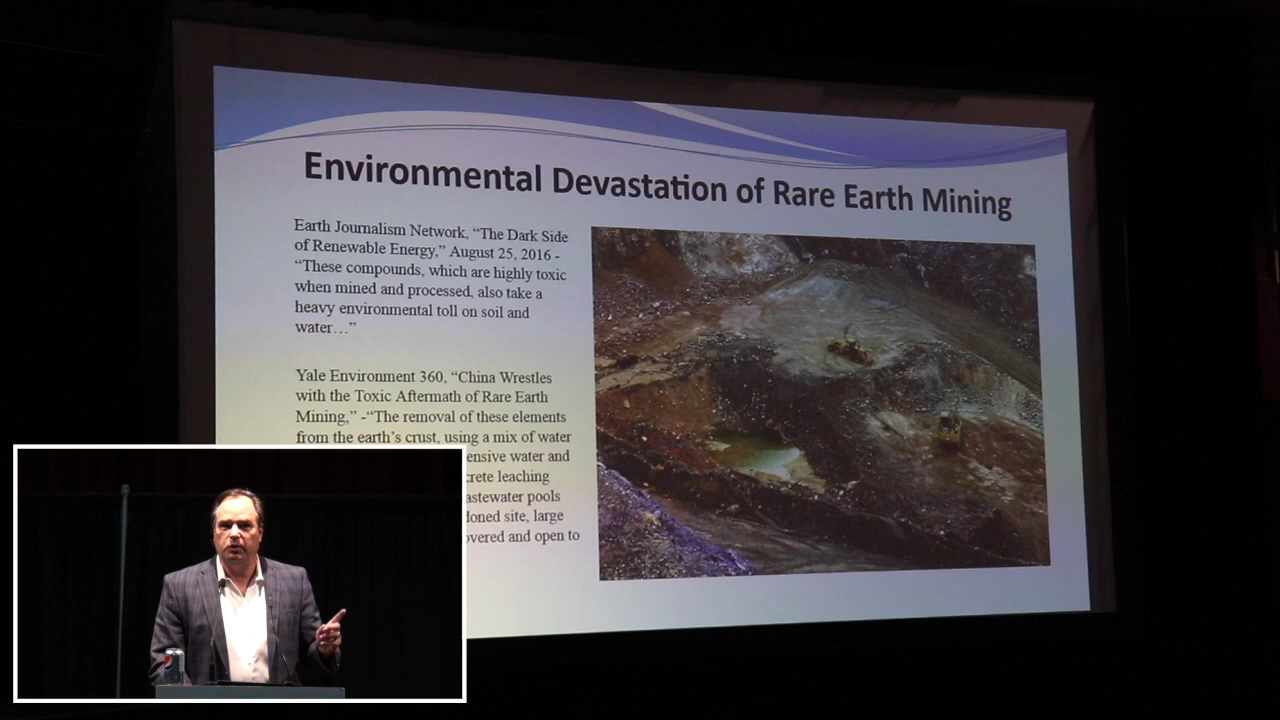 Environmental Devastation of Rare Earth Mining
Earth Journalism Network, “The Dark Side
of Renewable Energy,” August 25, 2016 -
“These compounds, which are highly toxic
when mined and processed, also take a
heavy environmental toll on soil and
water…”
Yale Environment 360, “China Wrestles
with the Toxic Aftermath of Rare Earth
Mining,” -“The removal of these elements
from the earth’s crust, using a mix of water
ensive water and
crete leaching
astewater pools
doned site, large
overed and open to